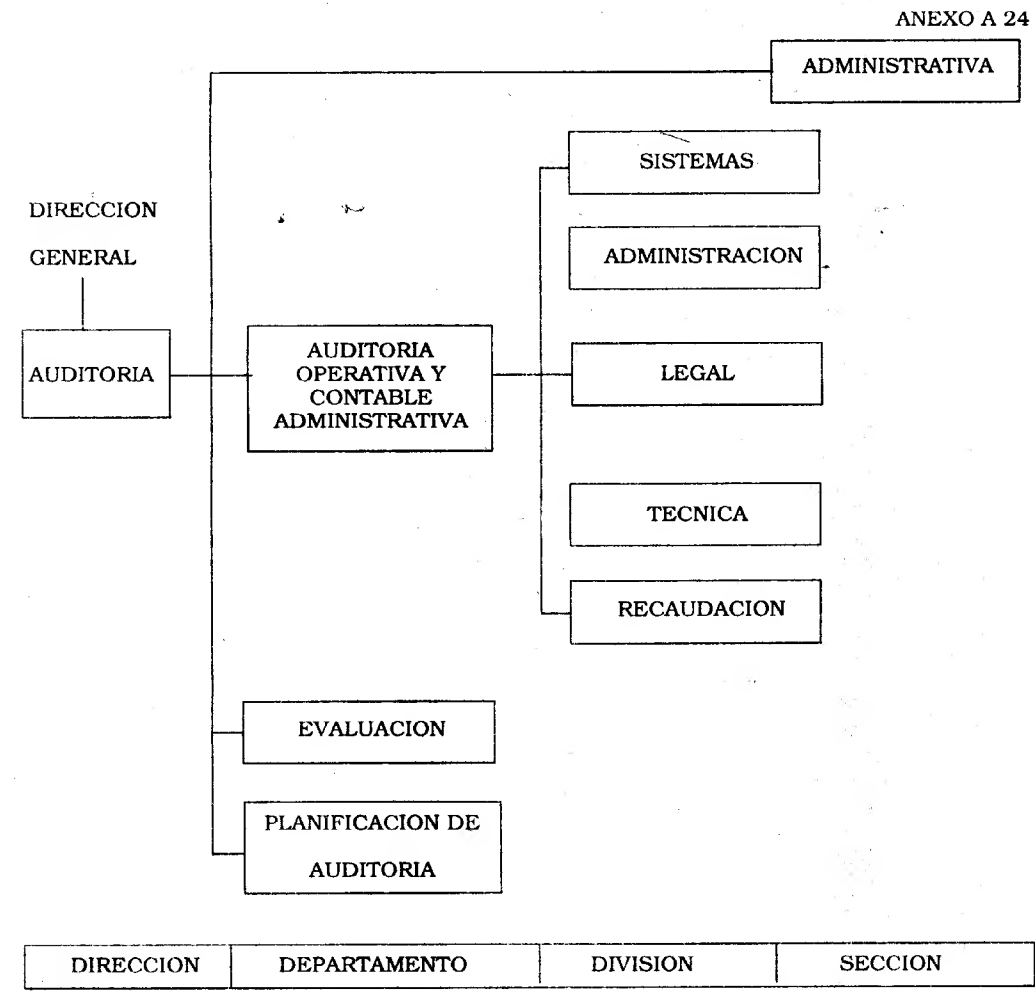 ANEXO A 24
ADMINISTRATIVA
SISTEMAS
DIRECCION
GENERAL
ADMINISTRACION
AUDITORIA
AUDITORIA
OPERATIVA Y
CONTABLE
ADMINISTRATIVA
LEGAL
TECNICA
RECAUDACION
EVALUACION
PLANIFICACION DE
AUDITORIA
DIRECCION DEPARTAMENTO DIVISION SECCION